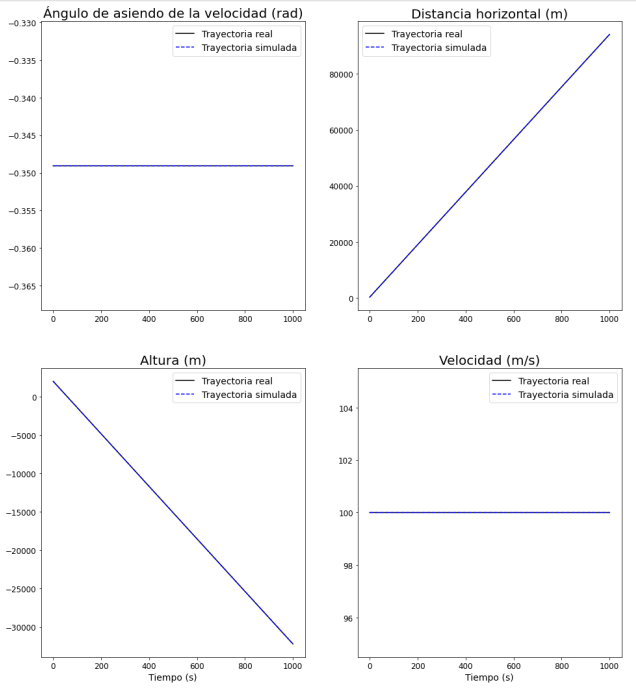 Ángulo de asiendo de la velocidad (rad)
−0.330
−0.335
−0.340
−0.345
−0.350
−0.355
−0.360
−0.365
Trayectoria real
Trayectoria simulada
0 200 400 600 800 1000
Distancia horizontal (m)
80000
60000
40000
20000
0
Trayectoria real
Trayectoria simulada
0 200 400 600 800 1000
Altura (m)
0
−5000
−10000
−15000
−20000
−25000
−30000
Trayectoria real
Trayectoria simulada
0 200 400 600 800 1000
Tiempo (s)
Velocidad (m/s)
104
102
100
98
96
Trayectoria real
Trayectoria simulada
0 200 400 600 800 1000
Tiempo (s)